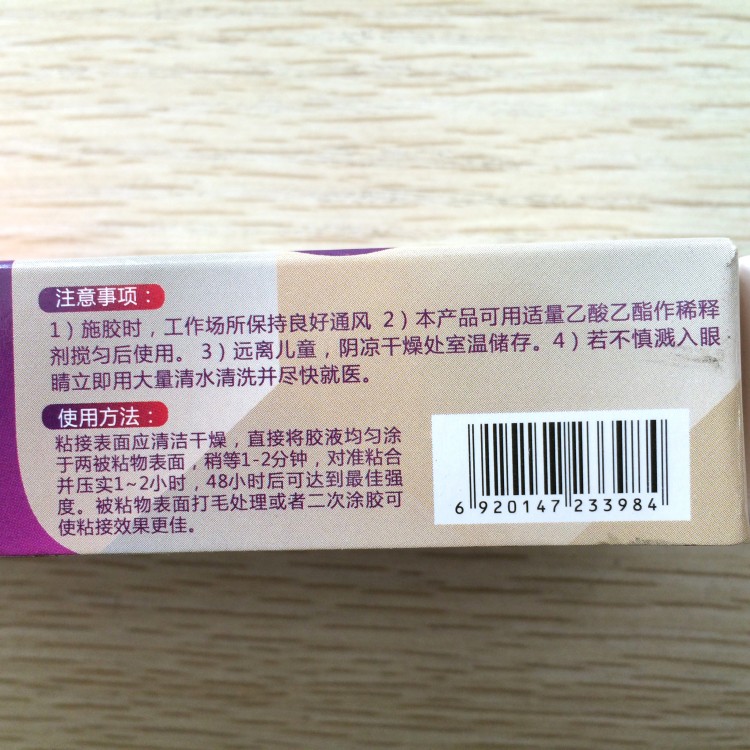 注意事项：
1）施胶时，工作场所保持良好通风 2）本产品可用适量乙酸乙酯作稀释
剂搅匀后使用。 3）远离儿童，阴凉干燥处室温储存。4）若不慎溅入眼
睛立即用大量清水清洗并尽快就医。
使用方法：
粘接表面应清洁干燥，直接将胶液均匀涂
于两被粘物表面，稍等1-2分钟，对准粘合
并压实1~2小时，48小时后可达到最佳强
度。被粘物表面打毛处理或者二次涂胶可
使粘接效果更佳。
6 920147 233984